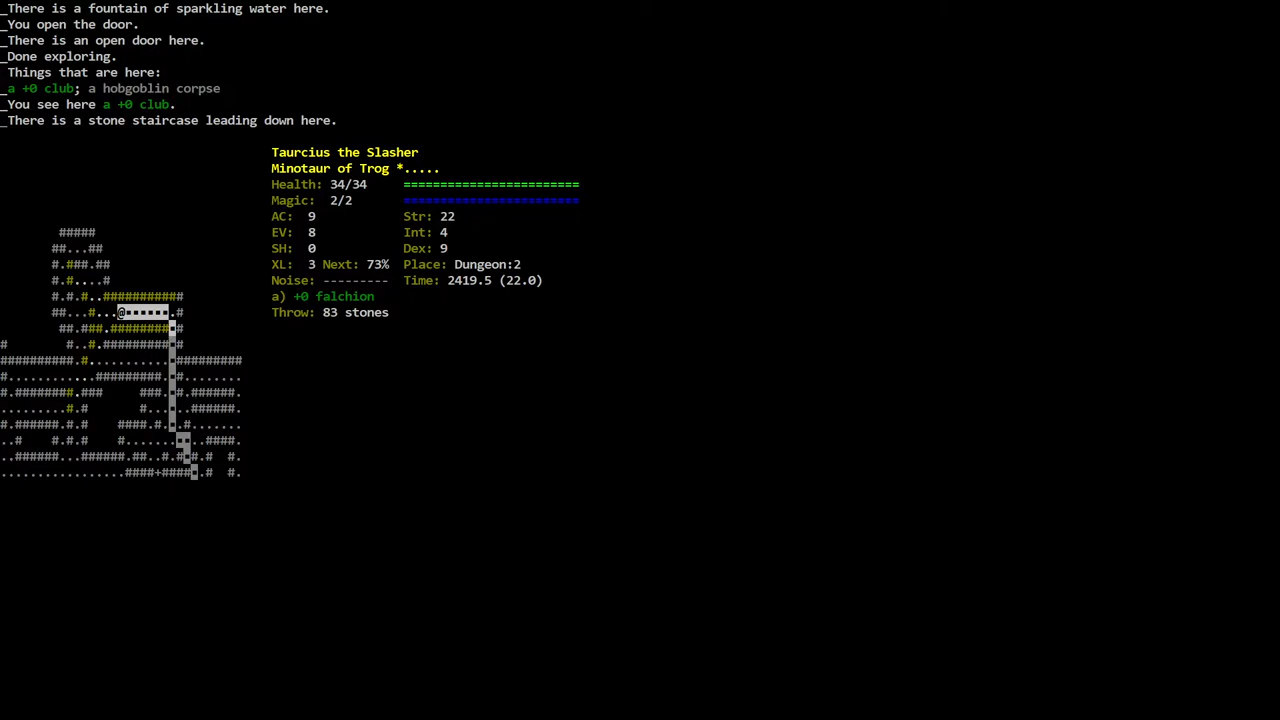 _There is a fountain of sparkling water here.
_You open the door.
_There is an open door here.
_Done exploring.
 Things that are here:
_a +0 club; a hobgoblin corpse
_You see here a +0 club.
_There is a stone staircase leading down here.
Taurcius the Slasher
Minotaur of Trog *.....
Health: 34/34 ========================
Magic: 2/2 ========================
AC: 9 Str: 22
EV: 8 Int: 4
SH: 0 Dex: 9
XL: 3 Next: 73% Place: Dungeon:2
Noise: --------- Time: 2419.5 (22.0)
a) +0 falchion
Throw: 83 stones